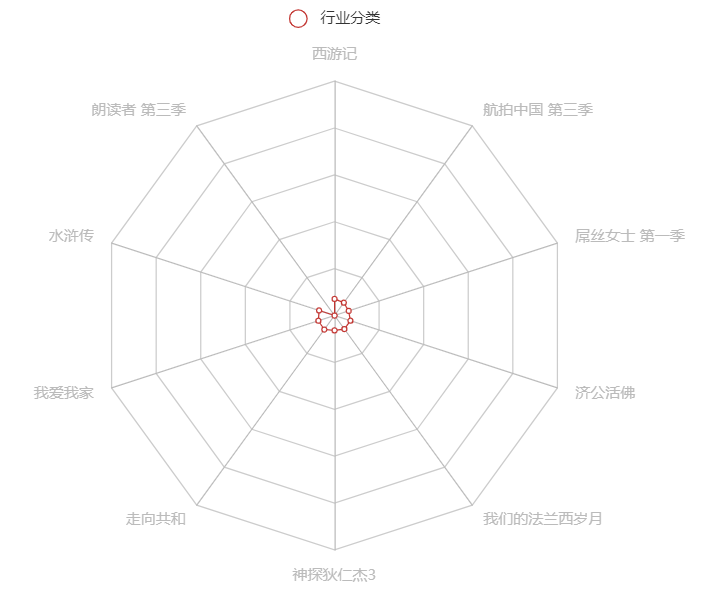 行业分类
西游记
朗读者 第三季
航拍中国 第三季
水浒传
屌丝女士 第一季
我爱我家
济公活佛
走向共和
我们的法兰西岁月
神探狄仁杰3